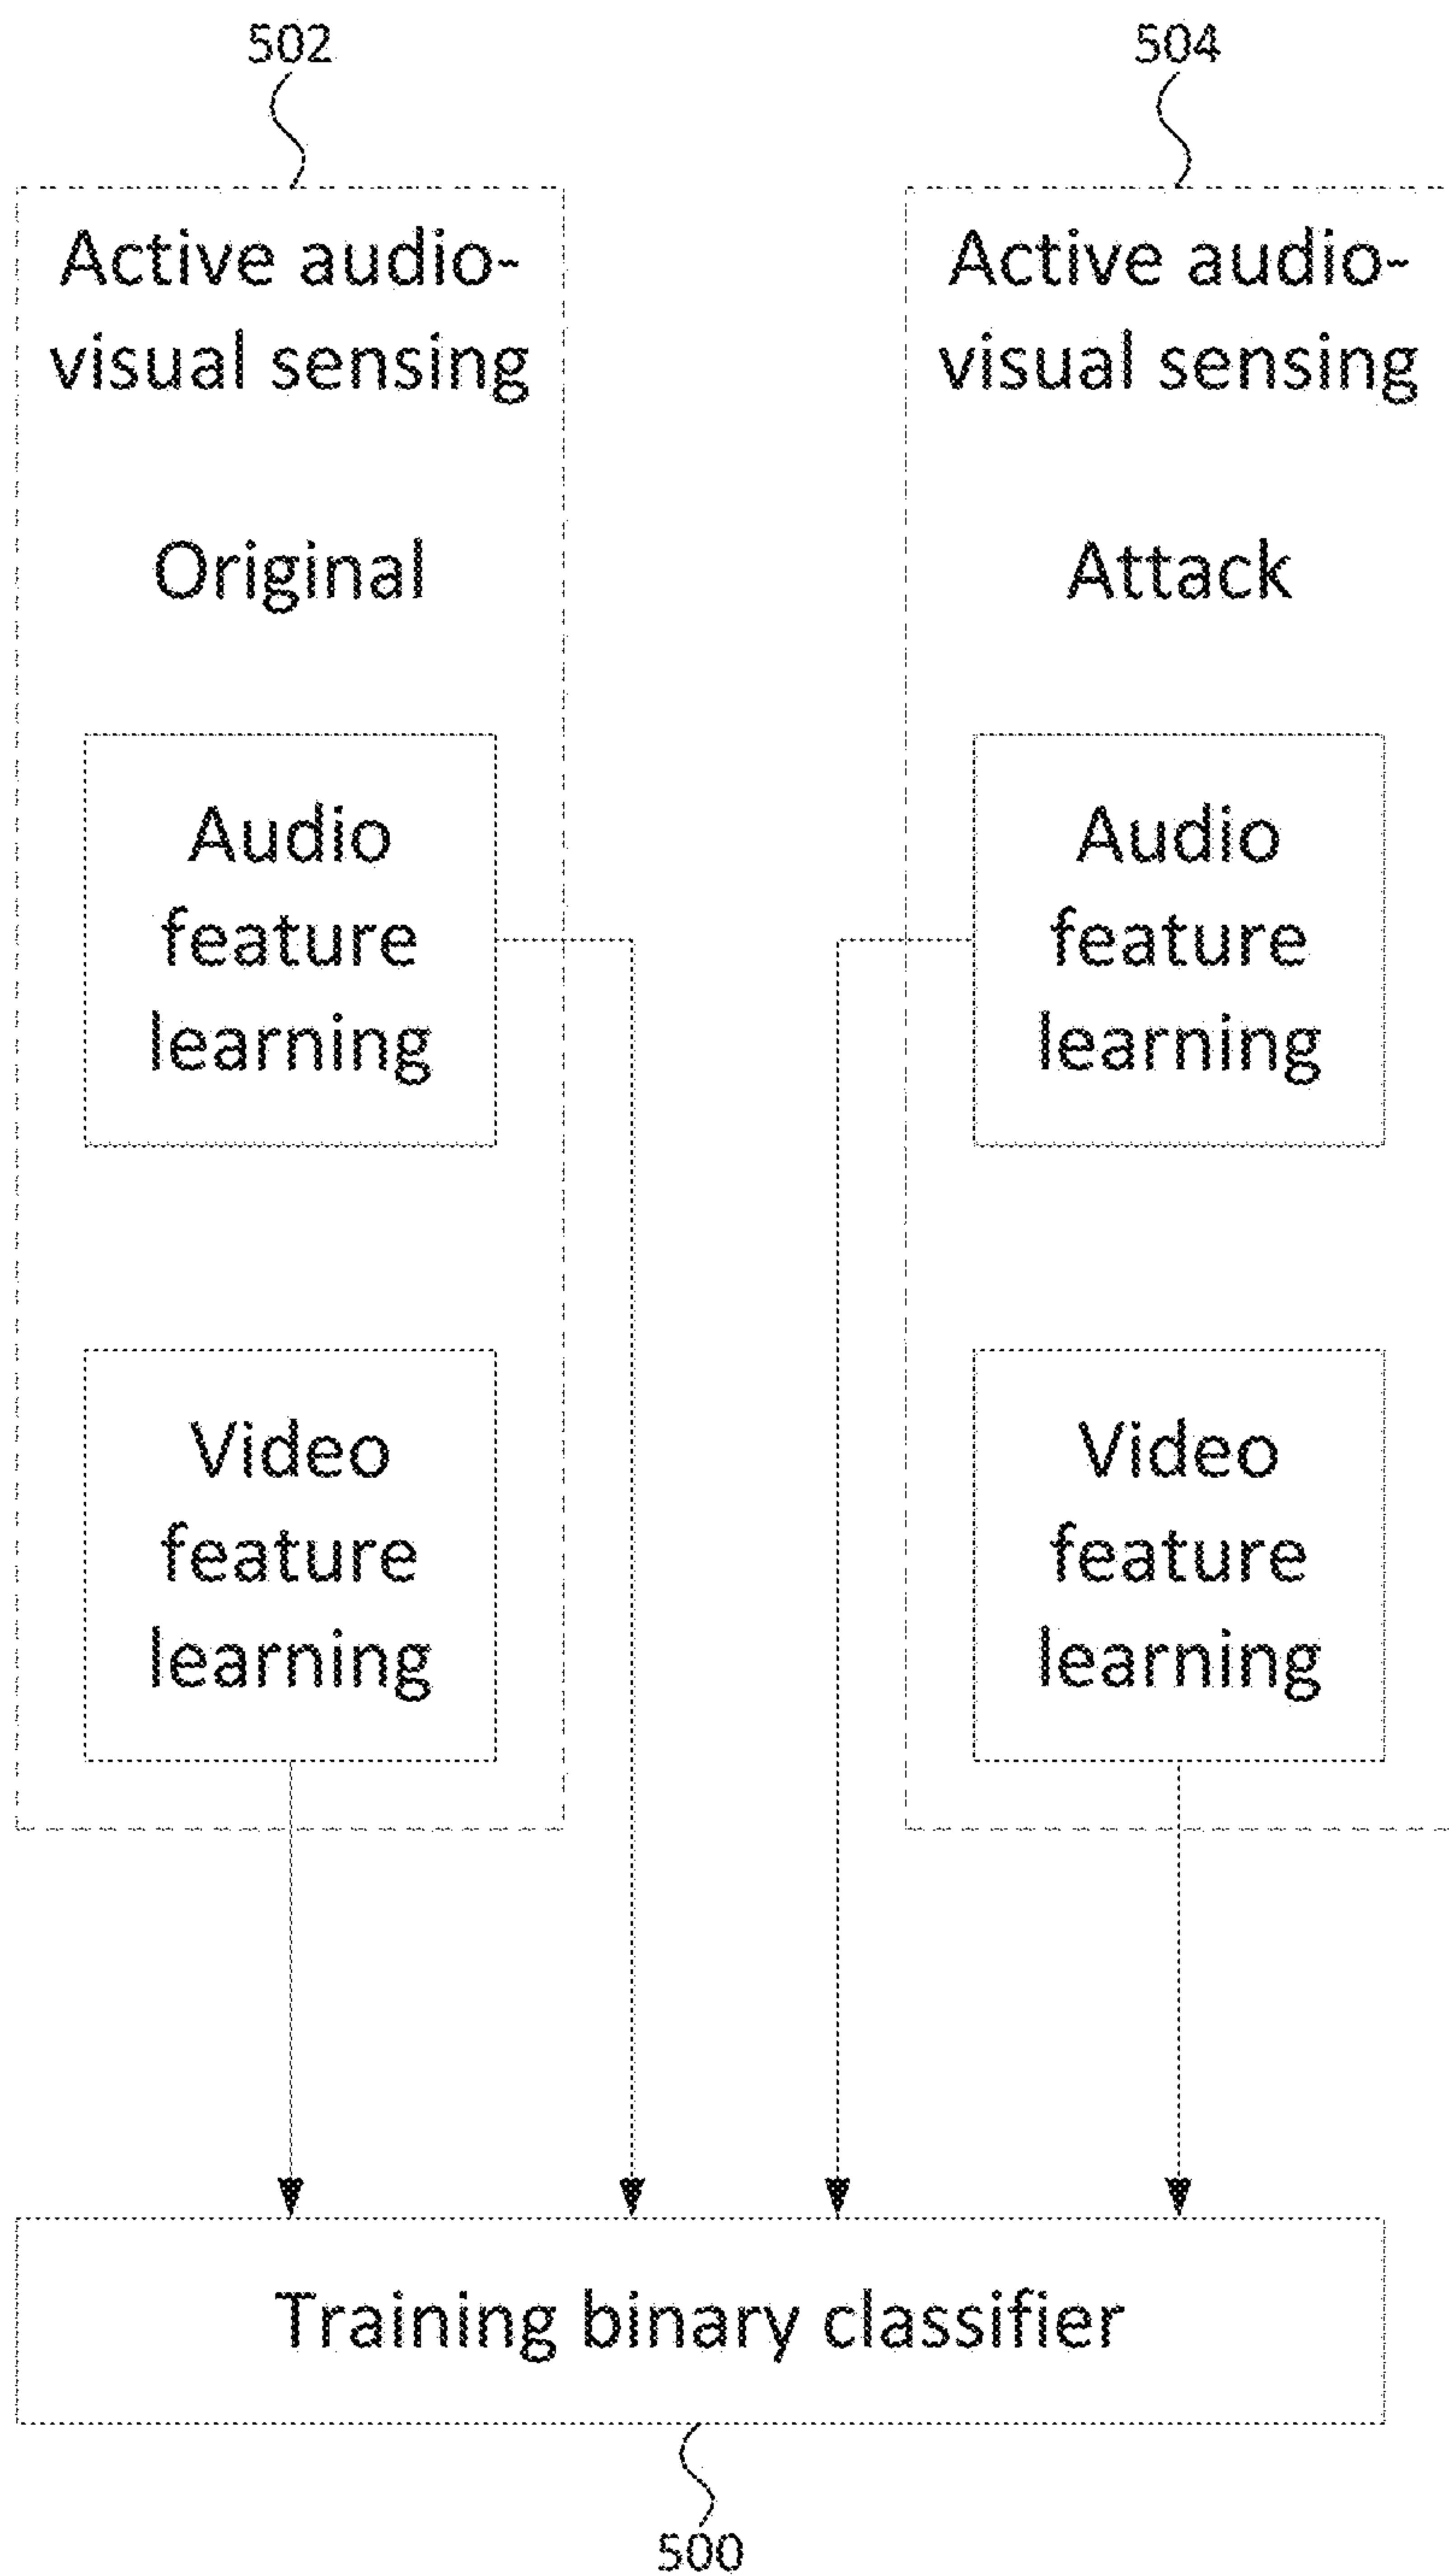 502
504
Active audio-
visual sensing
Original
Audio
feature
learning
Video
feature
learning
Active audio-
visual sensing
Attack
Audio
feature
learning
Video
feature
learning
Training binary classifier
500